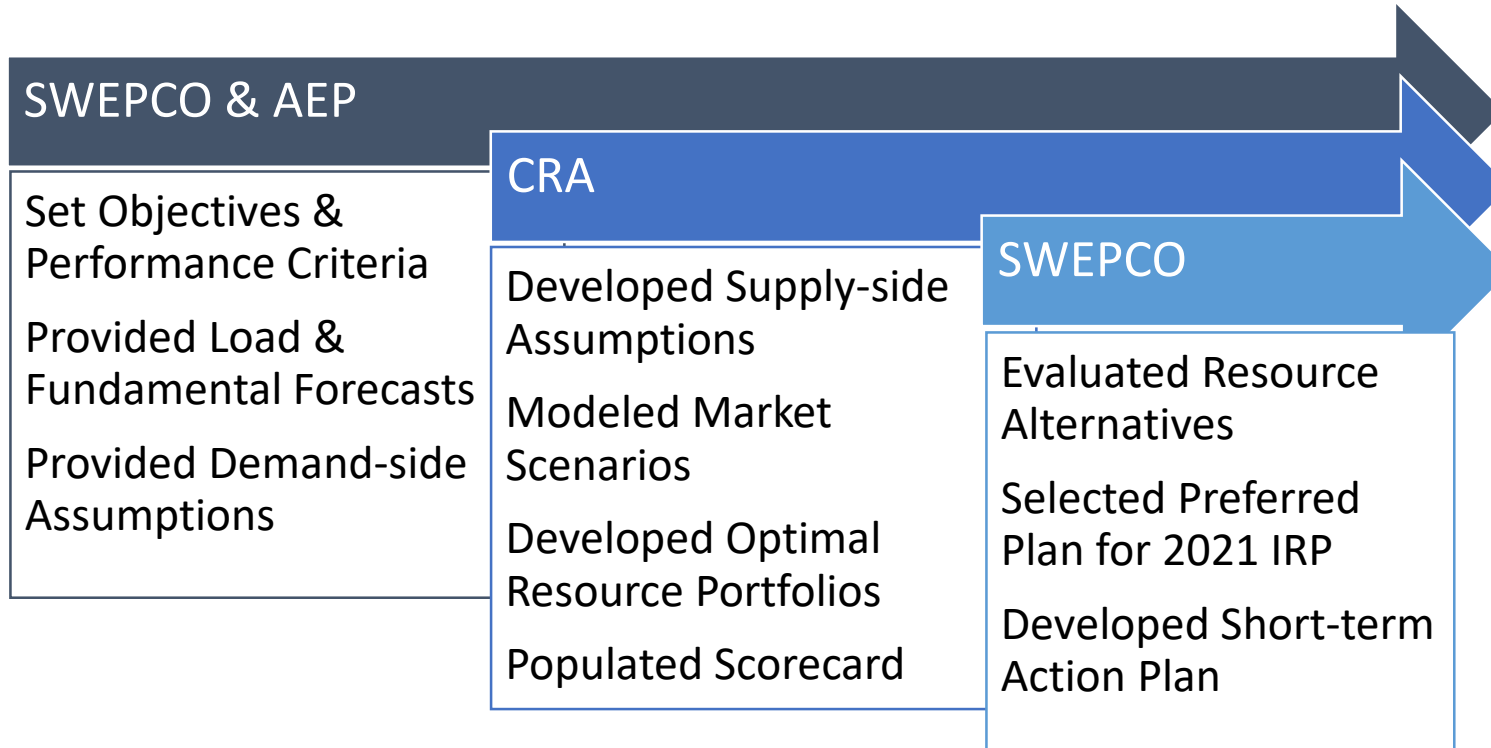 SWEPCO & AEP
Set Objectives &
Performance Criteria
Provided Load &
Fundamental Forecasts
Provided Demand-side
Assumptions
CRA
Developed Supply-side
Assumptions
Modeled Market
Scenarios
Developed Optimal
Resource Portfolios
Populated Scorecard
SWEPCO
Evaluated Resource
Alternatives
Selected Preferred
Plan for 2021 IRP
Developed Short-term
Action Plan